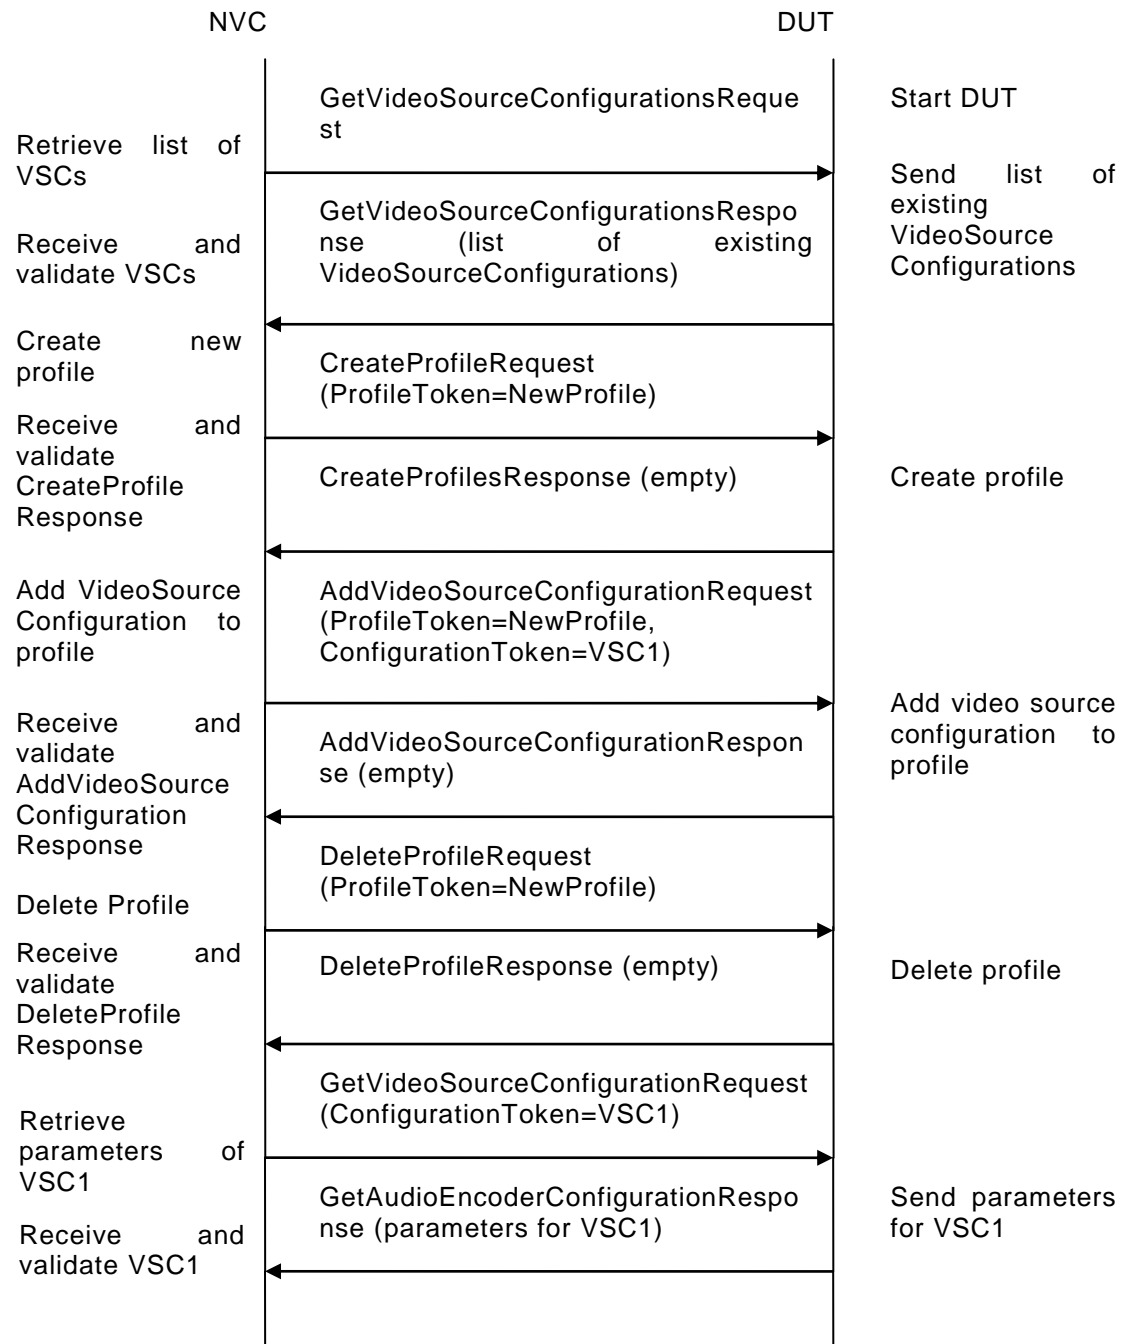 NVC
DUT
GetVideoSourceConfigurationsReque
st
Start DUT
Retrieve list of
VSCs
Send list of
existing
VideoSource
Configurations
GetVideoSourceConfigurationsRespo
nse (list of existing
VideoSourceConfigurations)
Receive and
validate VSCs
Create new
profile
CreateProfileRequest
(ProfileToken=NewProfile)
Receive and
validate
CreateProfile
Response
CreateProfilesResponse (empty)
Create profile
Add VideoSource
Configuration to
profile
AddVideoSourceConfigurationRequest
(ProfileToken=NewProfile,
ConfigurationToken=VSC1)
Add video source
configuration to
profile
Receive and
validate
AddVideoSource
Configuration
Response
AddVideoSourceConfigurationRespon
se (empty)
DeleteProfileRequest
(ProfileToken=NewProfile)
Delete Profile
Receive and
validate
DeleteProfile
Response
DeleteProfileResponse (empty)
Delete profile
GetVideoSourceConfigurationRequest
(ConfigurationToken=VSC1)
Retrieve
parameters of
VSC1
GetAudioEncoderConfigurationRespo
nse (parameters for VSC1)
Send parameters
for VSC1
Receive and
validate VSC1